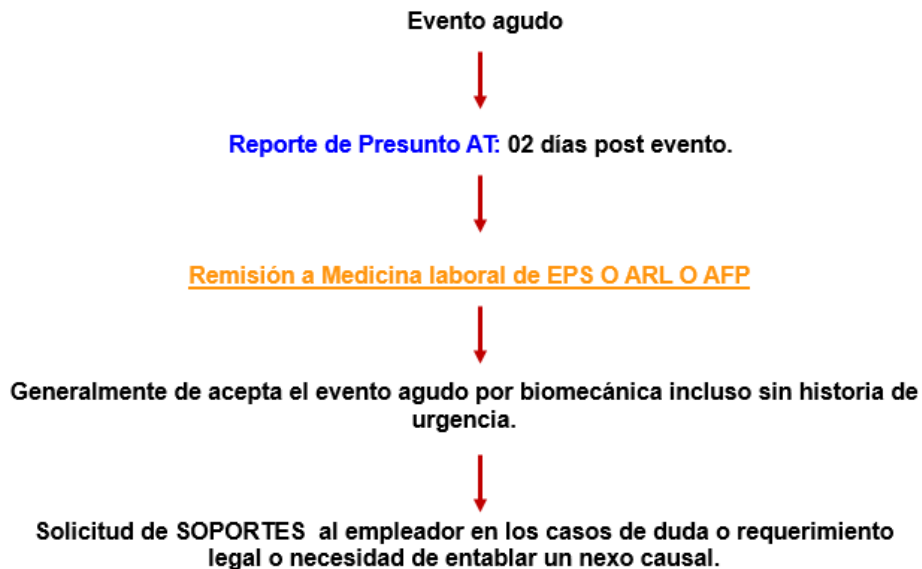 Evento agudo
Reporte de Presunto AT: 02 días post evento.
Remisión a Medicina laboral de EPS O ARL O AFP
Generalmente de acepta el evento agudo por biomecánica incluso sin historia de
urgencia.
Solicitud de SOPORTES al empleador en los casos de duda o requerimiento
legal o necesidad de entablar un nexo causal.